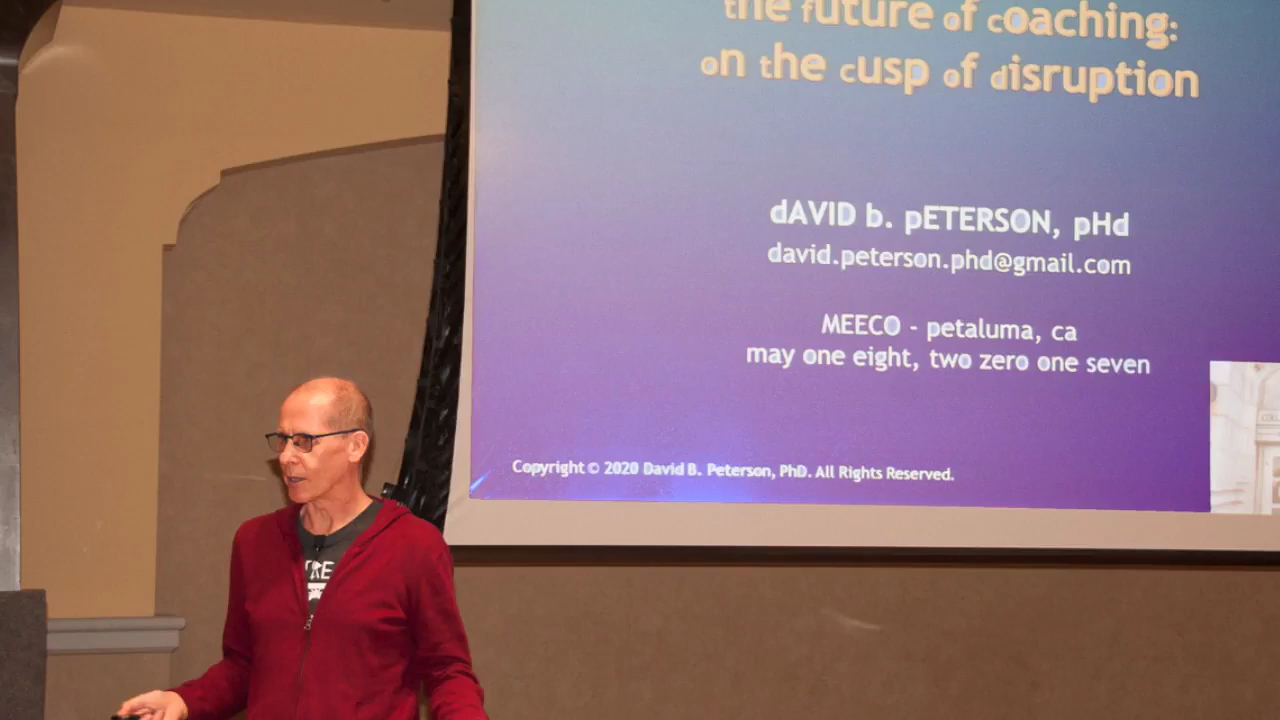 the future of coaching:
on the cusp of disruption
dAVID b. pETERSON, pHd
david.peterson.phd@gmail.com
MEECO - petaluma, ca
may one eight, two zero one seven
Copyright © 2020 David B. Peterson, PhD. All Rights Reserved.